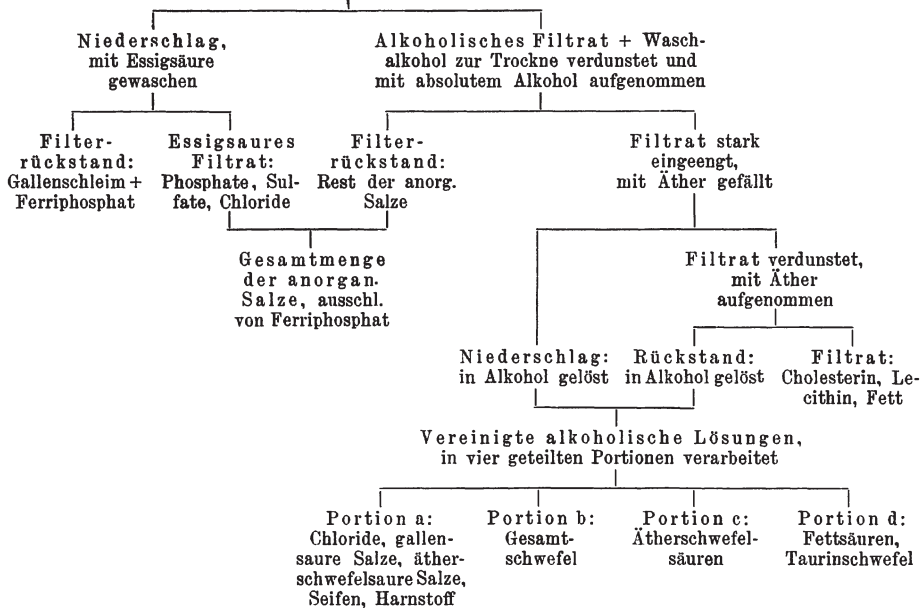 Niederschlag,
mit Essigsäure
gewaschen
Alkoholisches Filtrat + Wasch-
alkohol zur Trockne verdunstet und
mit absolutem Alkohol aufgenommen
Filter-
rückstand:
Gallenschleim +
Ferriphosphat
Essigsaures
Filtrat:
Phosphate, Sul-
fate, Chloride
Filter-
rückstand:
Rest der anorg.
Salze
Filtrat stark
eingeengt,
mit Äther gefällt
Gesamtmenge
der anorgan.
Salze, ausschl.
von Ferriphosphat
Filtrat verdunstet,
mit Äther
aufgenommen
Niederschlag:
in Alkohol gelöst
Rückstand:
in Alkohol gelöst
Filtrat:
Cholesterin, Le-
cithin, Fett
Vereinigte alkoholische Lösungen,
in vier geteilten Portionen verarbeitet
Portion a:
Chloride, gallen-
saure Salze, äther-
schwefelsaure Salze,
Seifen, Harnstoff
Portion b:
Gesamt-
schwefel
Portion c:
Ätherschwefel-
säuren
Portion d:
Fettsäuren,
Taurinschwefel